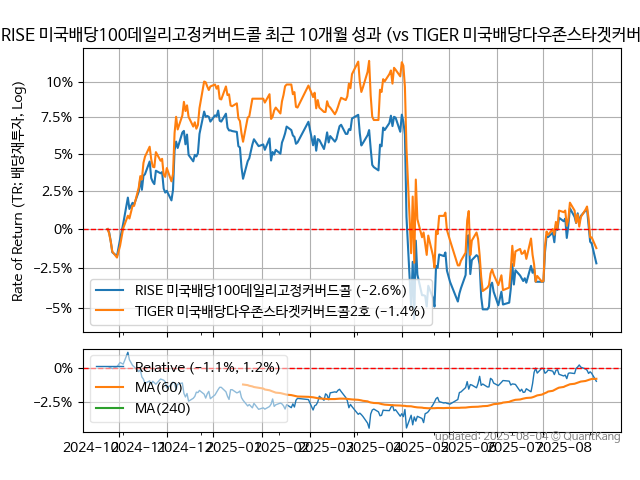 RISE 미국배당100데일리고정커버드콜 최근 10개월 성과 (vs TIGER 미국배당다우존스타겟커버
Rate of Return (TR: 배당재투자, Log)
10%
7.5%
5%
2.5%
0%
−2.5%
−5%
RISE 미국배당100데일리고정커버드콜 (−2.6%)
TIGER 미국배당다우존스타겟커버드콜2호 (−1.4%)
0%
−2.5%
Relative (−1.1%, 1.2%)
MA(60)
MA(240)
2024-10 2024-11 2024-12 2025-01 2025-02 2025-03 2025-04 2025-05 2025-06 2025-07 2025-08
updated: 2025-08-04 © QuantKang